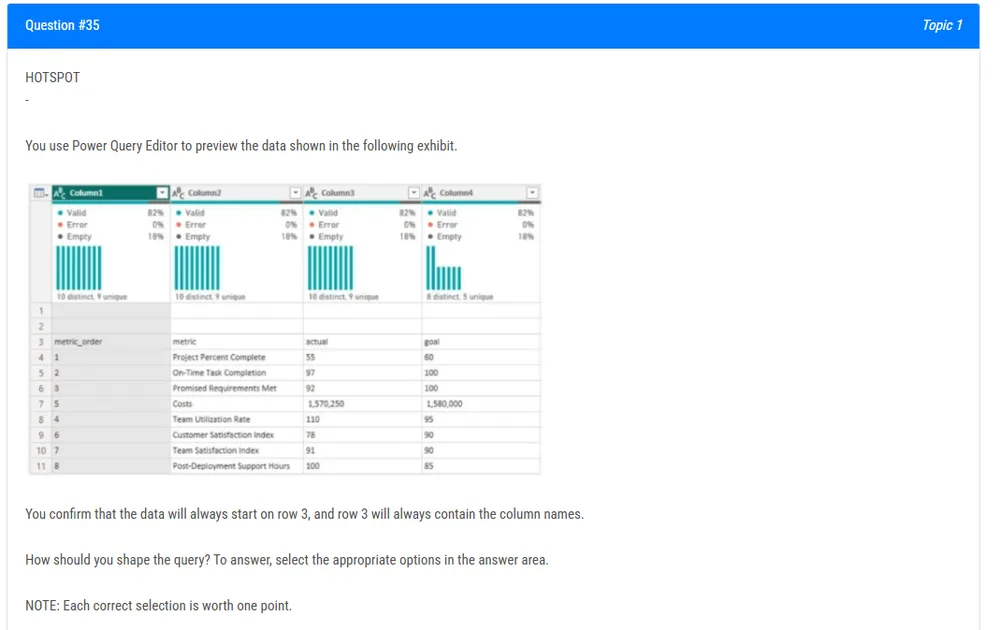 Question #35 Topic 1
HOTSPOT
-
You use Power Query Editor to preview the data shown in the following exhibit.
ABC Column1 ABC Column2 ABC Column3 ABC Column4
Valid 82% Valid 82% Valid 82% Valid 82%
Error 0% Error 0% Error 0% Error 0%
Empty 18% Empty 18% Empty 18% Empty 18%
10 distinct, 9 unique 10 distinct, 9 unique 10 distinct, 9 unique 8 distinct, 5 unique
1
2
3 metric_order metric actual goal
4 1 Project Percent Complete 55 60
5 2 On-Time Task Completion 97 100
6 3 Promised Requirements Met 92 100
7 5 Costs 1,570,250 1,580,000
8 4 Team Utilization Rate 110 95
9 6 Customer Satisfaction Index 78 90
10 7 Team Satisfaction Index 91 90
11 8 Post-Deployment Support Hours 100 85
You confirm that the data will always start on row 3, and row 3 will always contain the column names.
How should you shape the query? To answer, select the appropriate options in the answer area.
NOTE: Each correct selection is worth one point.